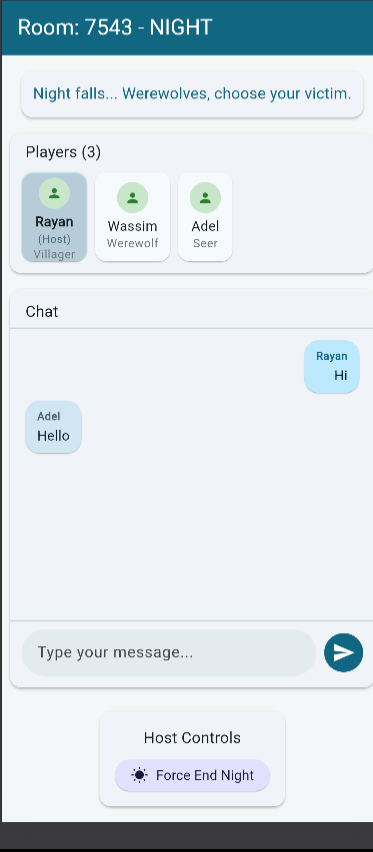 Room: 7543 - NIGHT
Night falls... Werewolves, choose your victim.
Players (3)
Rayan
(Host)
Villager
Wassim
Werewolf
Adel
Seer
Chat
Rayan
Hi
Adel
Hello
Type your message...
Host Controls
Force End Night